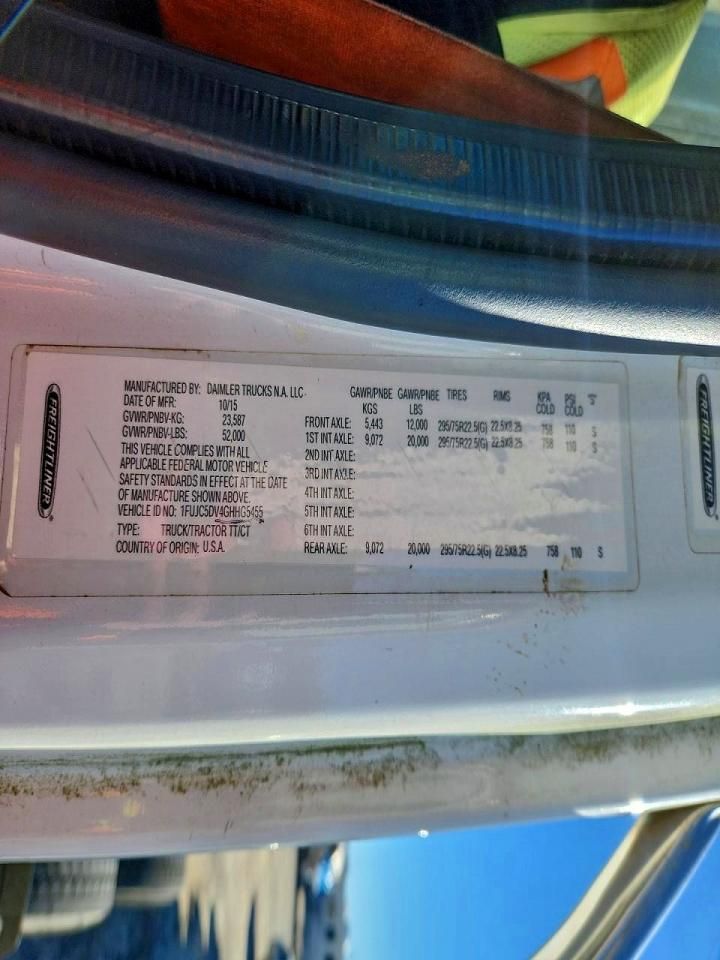 FREIGHTLINER
MANUFACTURED BY: DAIMLER TRUCKS N.A. LLC
DATE OF MFR: 10/15
GVWR/PNBV-KG: 23,587
GVWR/PNBV-LBS: 52,000
THIS VEHICLE COMPLIES WITH ALL
APPLICABLE FEDERAL MOTOR VEHICLE
SAFETY STANDARDS IN EFFECT AT THE DATE
OF MANUFACTURE SHOWN ABOVE.
VEHICLE ID NO: 1FUJC5DV4GHHG5455
TYPE: TRUCK/TRACTOR TT/CT
COUNTRY OF ORIGIN: U.S.A.
GAWR/PNBE GAWR/PNBE TIRES RIMS KPA PSI "S"
KGS LBS COLD COLD
FRONT AXLE: 5,443 12,000 295/75R22.5(G) 22.5X8.25 758 110 S
1ST INT AXLE: 9,072 20,000 295/75R22.5(G) 22.5X8.25 758 110 S
2ND INT AXLE:
3RD INT AXLE:
4TH INT AXLE:
5TH INT AXLE:
6TH INT AXLE:
REAR AXLE: 9,072 20,000 295/75R22.5(G) 22.5X8.25 758 110 S
FREIGHTLINER